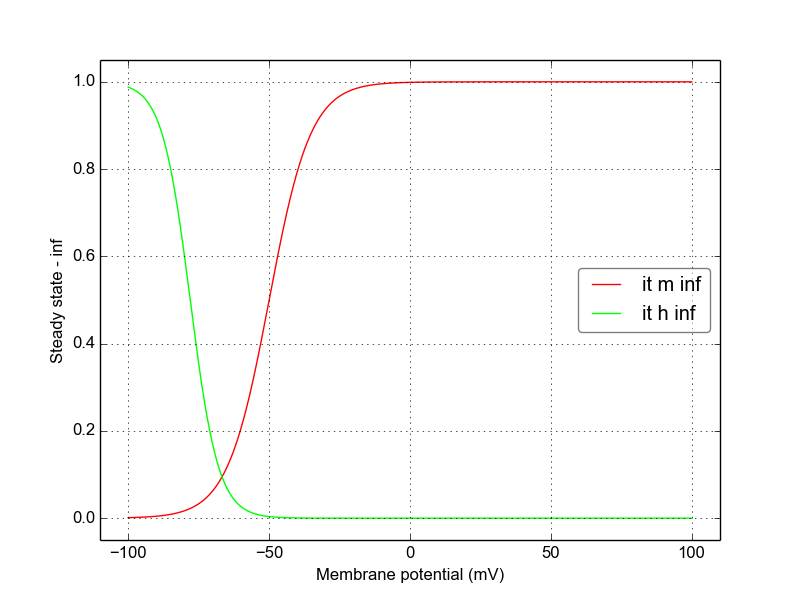 1.0
0.8
0.6
0.4
0.2
0.0
Steady state - inf
it m inf
it h inf
−100
−50
0
50
100
Membrane potential (mV)